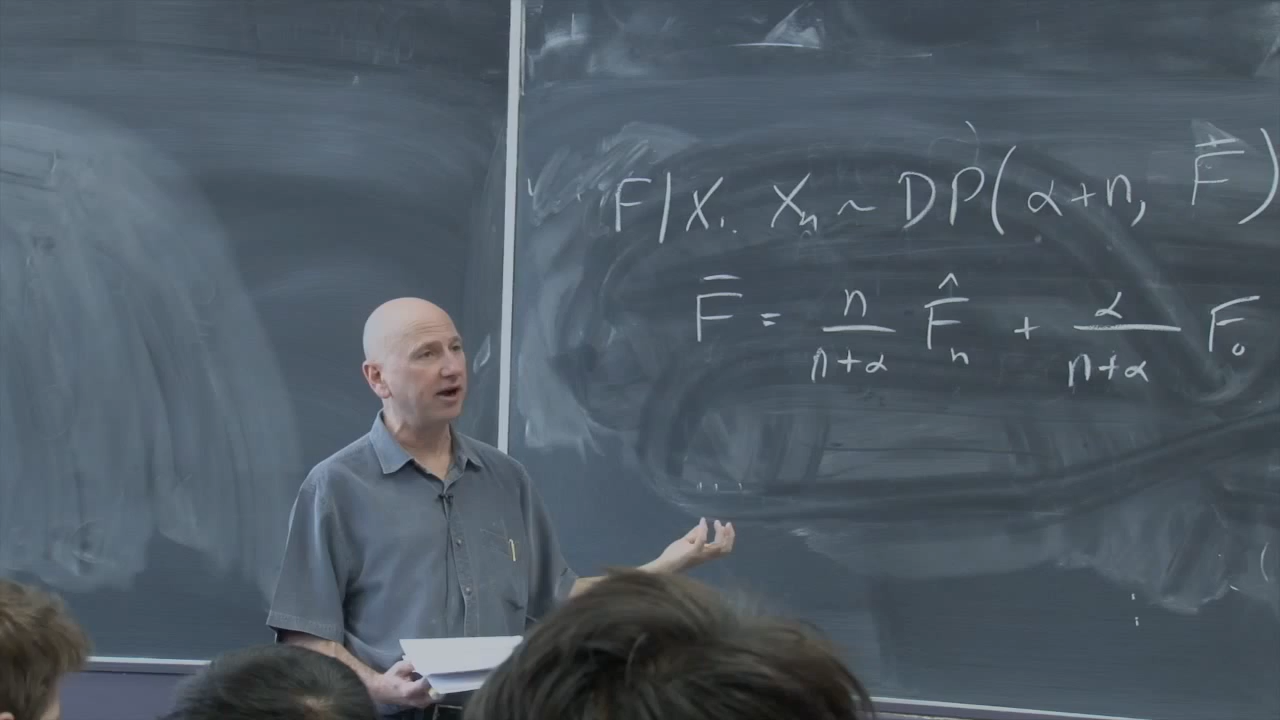 F | X₁ Xₙ ~ DP(α+n, F̄)
F̄ = n/(n+α) F̂ₙ + α/(n+α) F₀